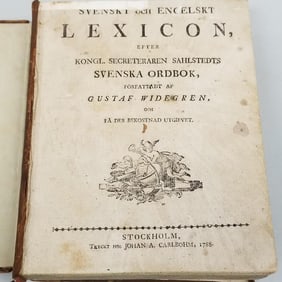 SVENSKT och ENGELSKT
LEXICON,
EFTER
KONGL. SECRETERAREN SAHLSTEDTS
SVENSKA ORDBOK,
FÖRFATTADT AF
GUSTAF WIDEGREN,
OCH
PÅ DES BEKOSTNAD UTGIFVET.
STOCKHOLM,
TRYCKT HOS JOHAN A. CARLBOHM, 1788.